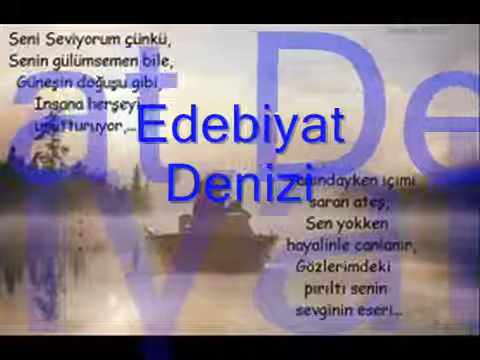 Seni Seviyorum çünkü,
Senin gülümsemen bile,
Güneşin doğuşu gibi,
İnsana herşeyi
unutturuyor,...
Edebiyat
Denizi
Yanındayken içimi
saran ateş,
Sen yokken
hayalinle canlanır,
Gözlerimdeki
pırıltı senin
sevginin eseri...